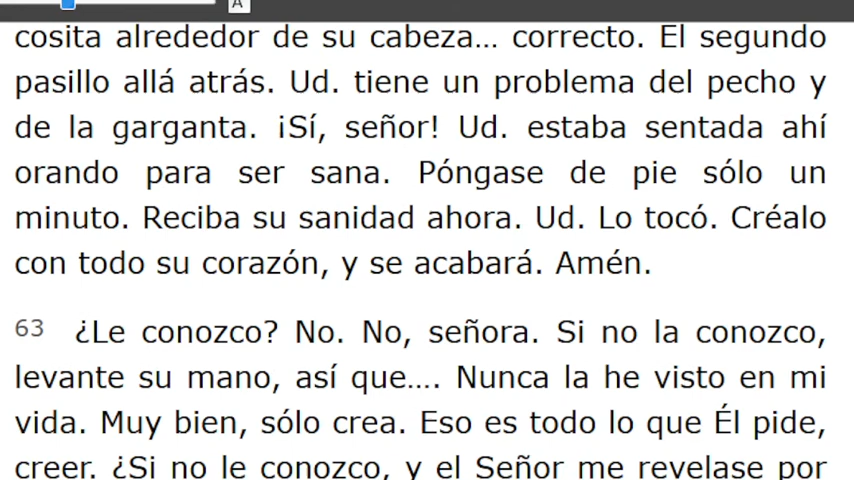 A
cosita alrededor de su cabeza… correcto. El segundo
pasillo allá atrás. Ud. tiene un problema del pecho y
de la garganta. ¡Sí, señor! Ud. estaba sentada ahí
orando para ser sana. Póngase de pie sólo un
minuto. Reciba su sanidad ahora. Ud. Lo tocó. Créalo
con todo su corazón, y se acabará. Amén.
63 ¿Le conozco? No. No, señora. Si no la conozco,
levante su mano, así que…. Nunca la he visto en mi
vida. Muy bien, sólo crea. Eso es todo lo que Él pide,
creer. ¿Si no le conozco, y el Señor me revelase por